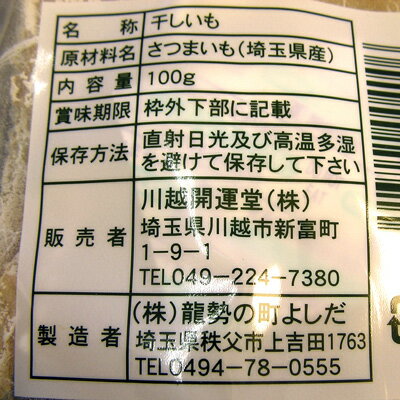 名称 干しいも
原材料名 さつまいも(埼玉県産)
内容量 100g
賞味期限 枠外下部に記載
保存方法 直射日光及び高温多湿
を避けて保存して下さい
販売者 川越開運堂(株)
埼玉県川越市新富町
1-9-1
TEL049-224-7380
製造者 (株)龍勢の町よしだ
埼玉県秩父市上吉田1763
TEL0494-78-0555